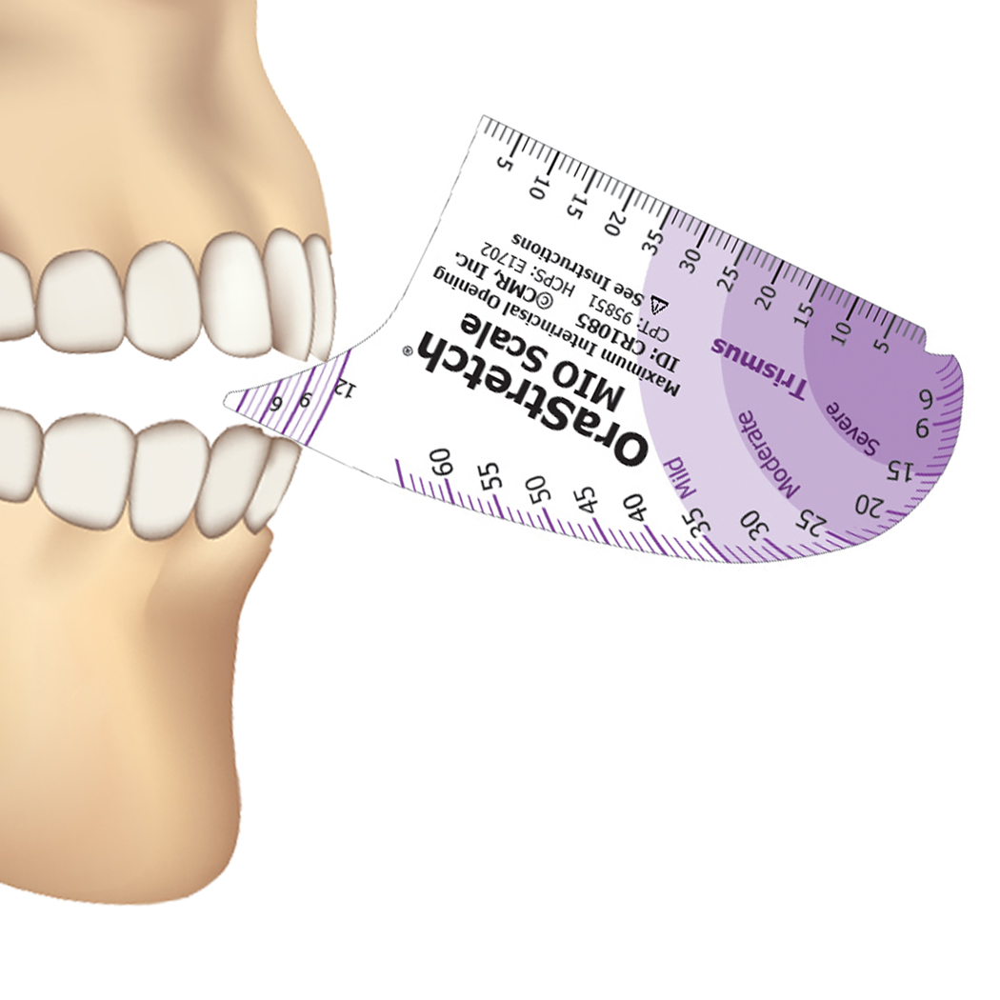 OraStretch®
MIO Scale
Maximum Interincisal Opening
ID: CR1085 ©CMR, Inc.
CPT: 95851 HCPS: E1702
⚠ See Instructions
Trismus
Severe
Moderate
Mild
5 10 15 20 35 30 25 20 15 10 5
6 9 15 20 25 30 35 40 45 50 55 60
6 9 12